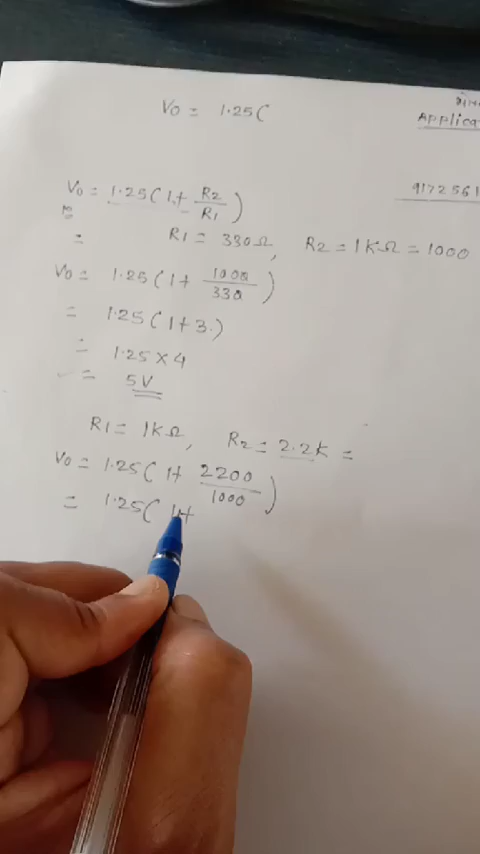 Vo = 1.25(
Applica
9172561
Vo = 1.25(1+ R2/R1)
=
R1 = 330Ω, R2 = 1KΩ = 1000
Vo = 1.25(1+ 1000/330)
= 1.25(1+3.)
= 1.25×4
= 5V
R1 = 1KΩ, R2 = 2.2K =
Vo = 1.25(1+ 2200/1000)
= 1.25(1+